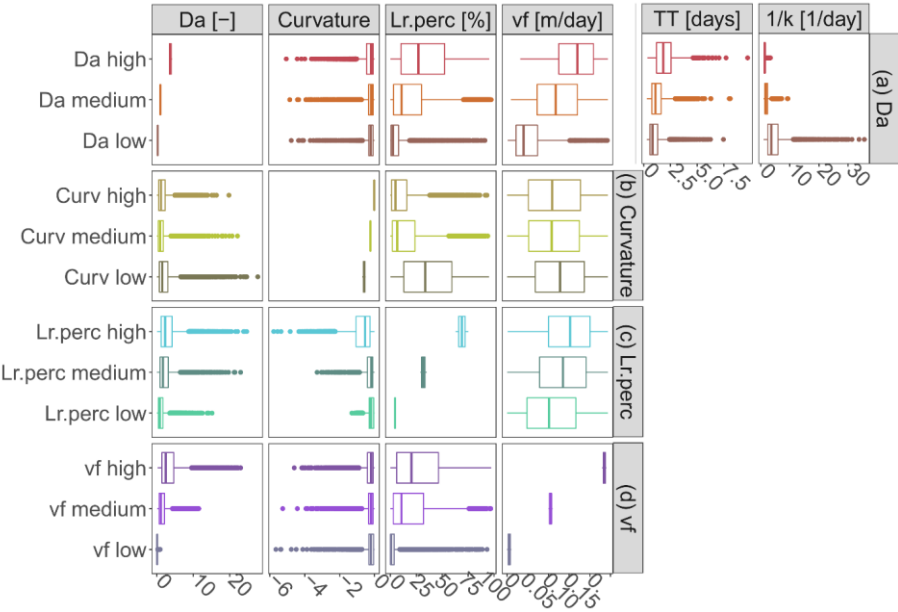 Da [−] Curvature Lr.perc [%] vf [m/day] TT [days] 1/k [1/day]
Da high
Da medium
Da low
(a) Da
0 2.5 5.0 7.5 0 10 20 30
Curv high
Curv medium
Curv low
(b) Curvature
Lr.perc high
Lr.perc medium
Lr.perc low
(c) Lr.perc
vf high
vf medium
vf low
(d) vf
0 10 20 −6 −4 −2 0 0 25 50 75 100 0 0.05 0.10 0.15